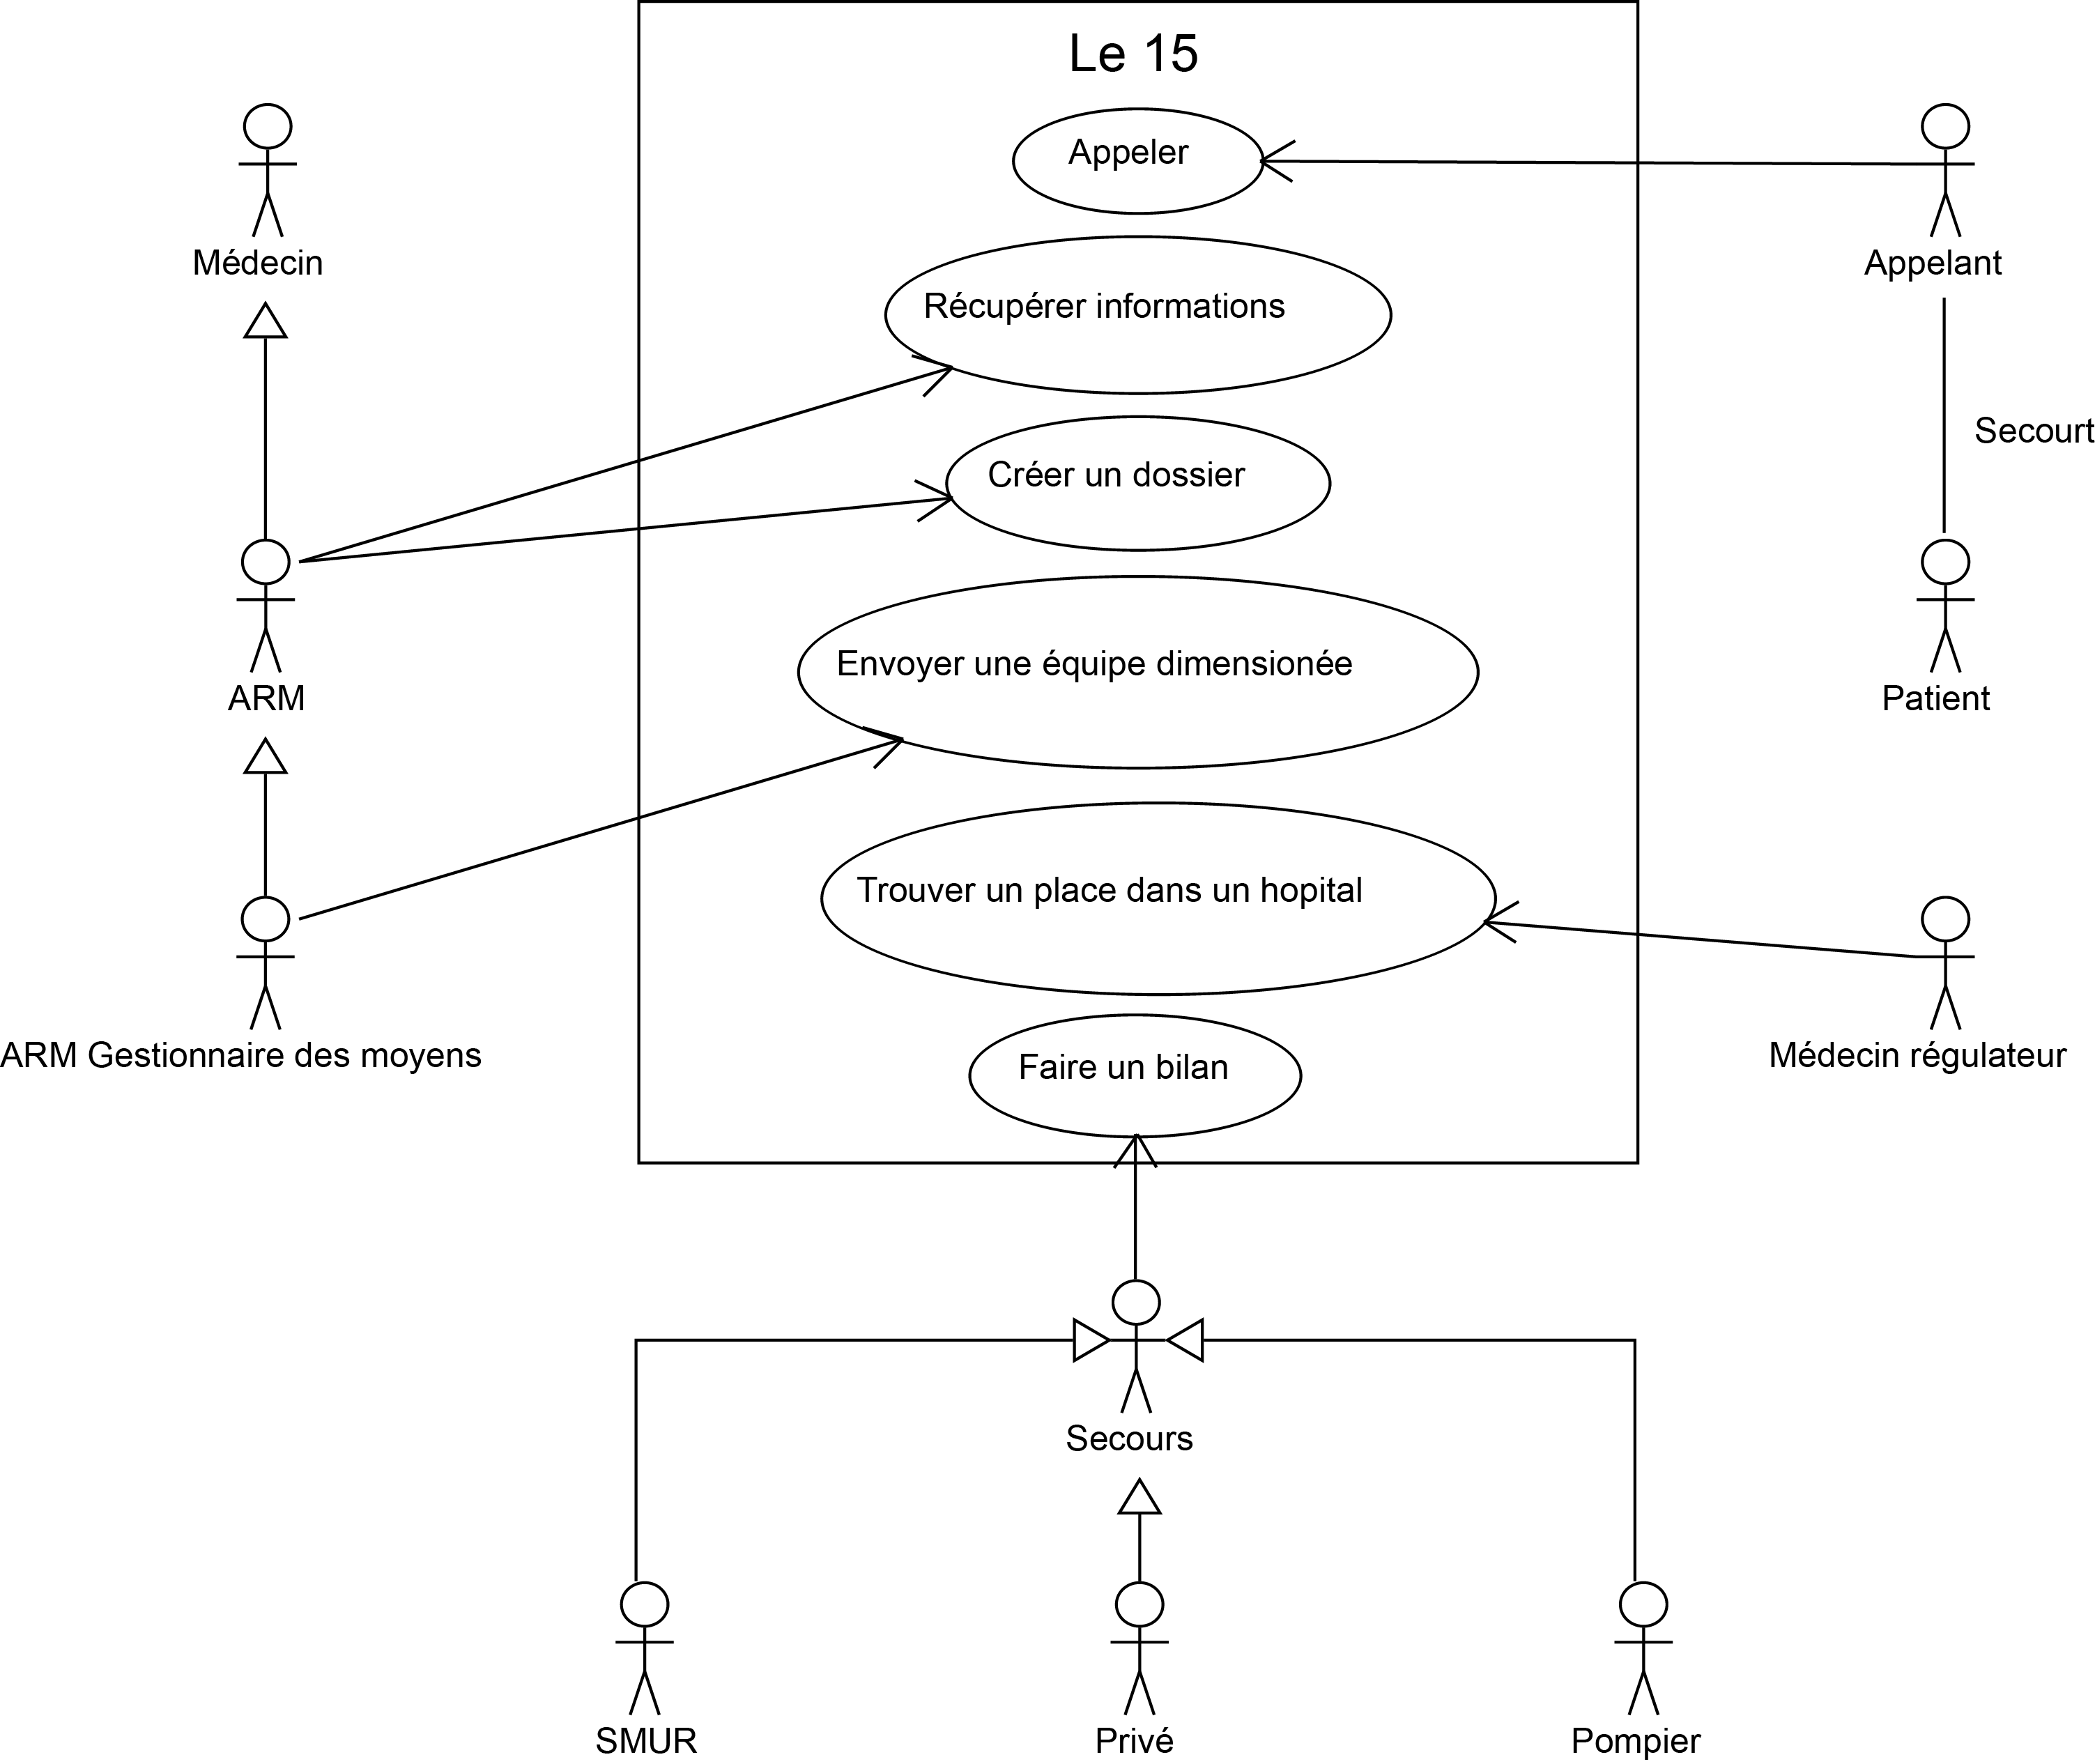 Le 15
Appeler
Médecin
Appelant
Récupérer informations
Secourt
Créer un dossier
Envoyer une équipe dimensionée
ARM
Patient
Trouver un place dans un hopital
ARM Gestionnaire des moyens
Médecin régulateur
Faire un bilan
Secours
SMUR
Privé
Pompier